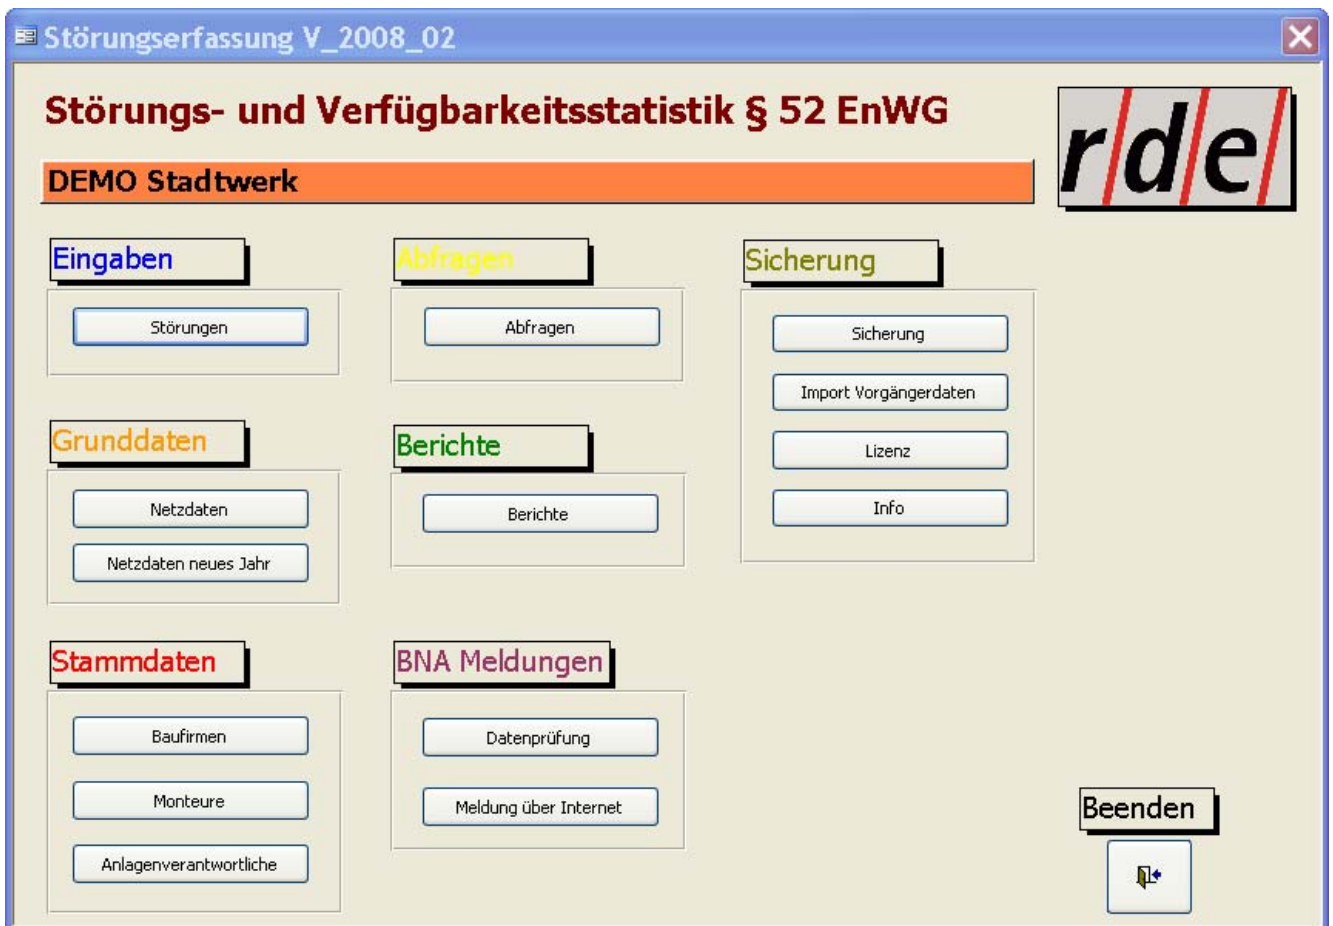 Störungserfassung V_2008_02
Störungs- und Verfügbarkeitsstatistik § 52 EnWG
r/d/e/
DEMO Stadtwerk
Eingaben
Störungen
Grunddaten
Netzdaten
Netzdaten neues Jahr
Stammdaten
Baufirmen
Monteure
Anlagenverantwortliche
Abfragen
Abfragen
Berichte
Berichte
BNA Meldungen
Datenprüfung
Meldung über Internet
Sicherung
Sicherung
Import Vorgängerdaten
Lizenz
Info
Beenden